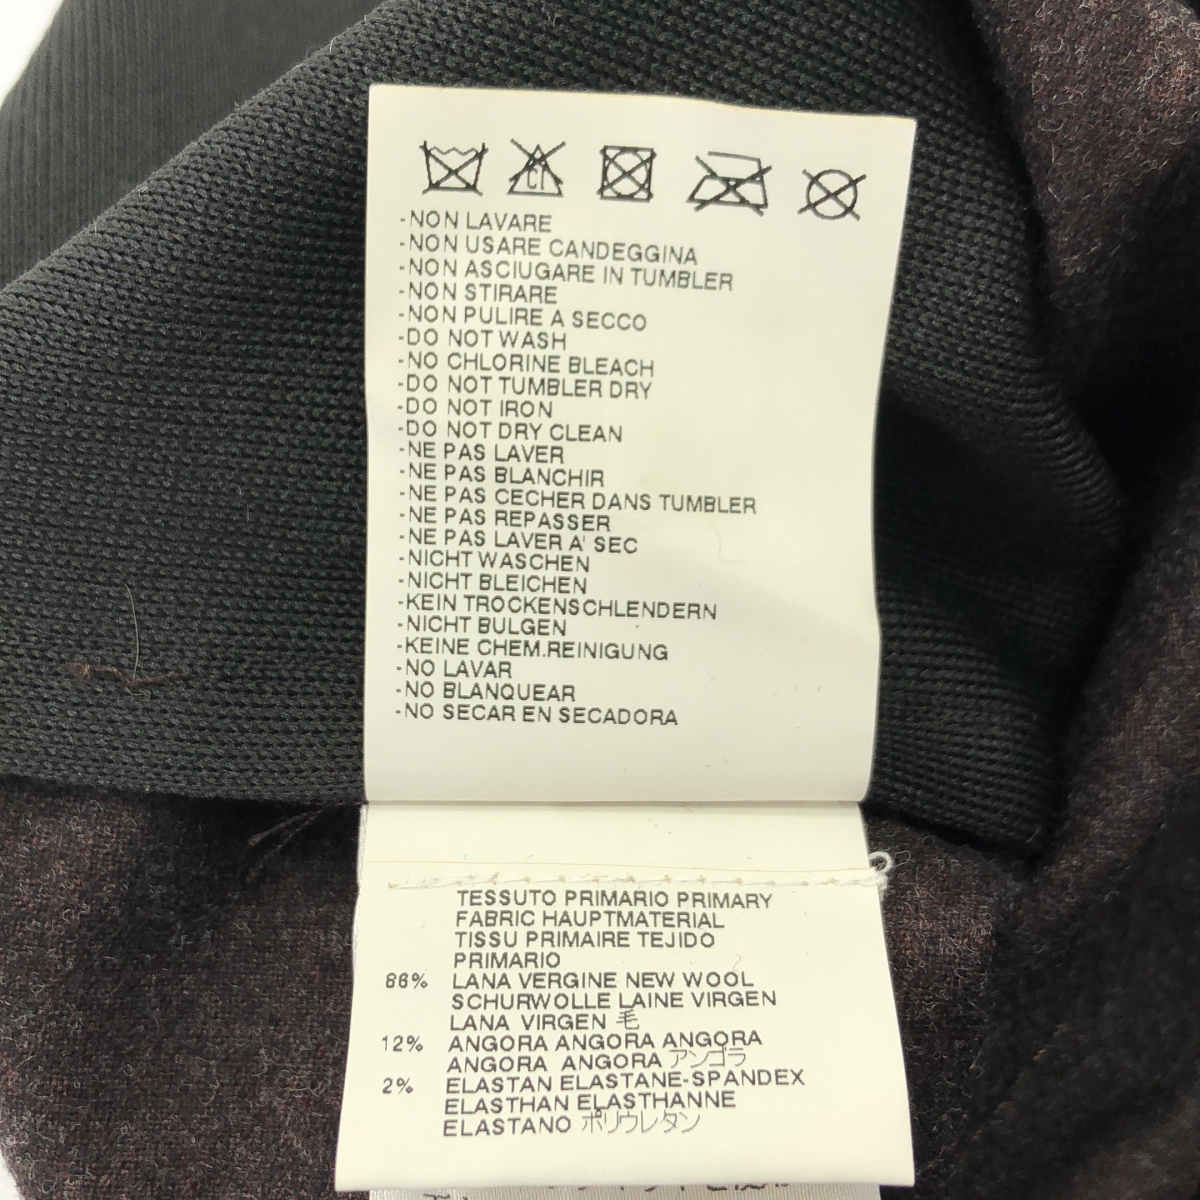 CL
-NON LAVARE
-NON USARE CANDEGGINA
-NON ASCIUGARE IN TUMBLER
-NON STIRARE
-NON PULIRE A SECCO
-DO NOT WASH
-NO CHLORINE BLEACH
-DO NOT TUMBLER DRY
-DO NOT IRON
-DO NOT DRY CLEAN
-NE PAS LAVER
-NE PAS BLANCHIR
-NE PAS CECHER DANS TUMBLER
-NE PAS REPASSER
-NE PAS LAVER A' SEC
-NICHT WASCHEN
-NICHT BLEICHEN
-KEIN TROCKENSCHLENDERN
-NICHT BULGEN
-KEINE CHEM.REINIGUNG
-NO LAVAR
-NO BLANQUEAR
-NO SECAR EN SECADORA
TESSUTO PRIMARIO PRIMARY
FABRIC HAUPTMATERIAL
TISSU PRIMAIRE TEJIDO
PRIMARIO
86% LANA VERGINE NEW WOOL
SCHURWOLLE LAINE VIRGEN
LANA VIRGEN 毛
12% ANGORA ANGORA ANGORA
ANGORA ANGORA アンゴラ
2% ELASTAN ELASTANE-SPANDEX
ELASTHAN ELASTHANNE
ELASTANO ポリウレタン